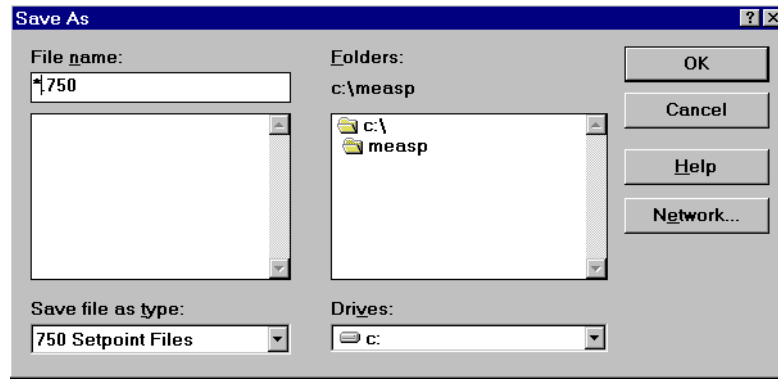 Save As
File name:
*.750
Folders:
c:\measp
c:\
measp
OK
Cancel
Help
Network...
Save file as type:
750 Setpoint Files
Drives:
c: